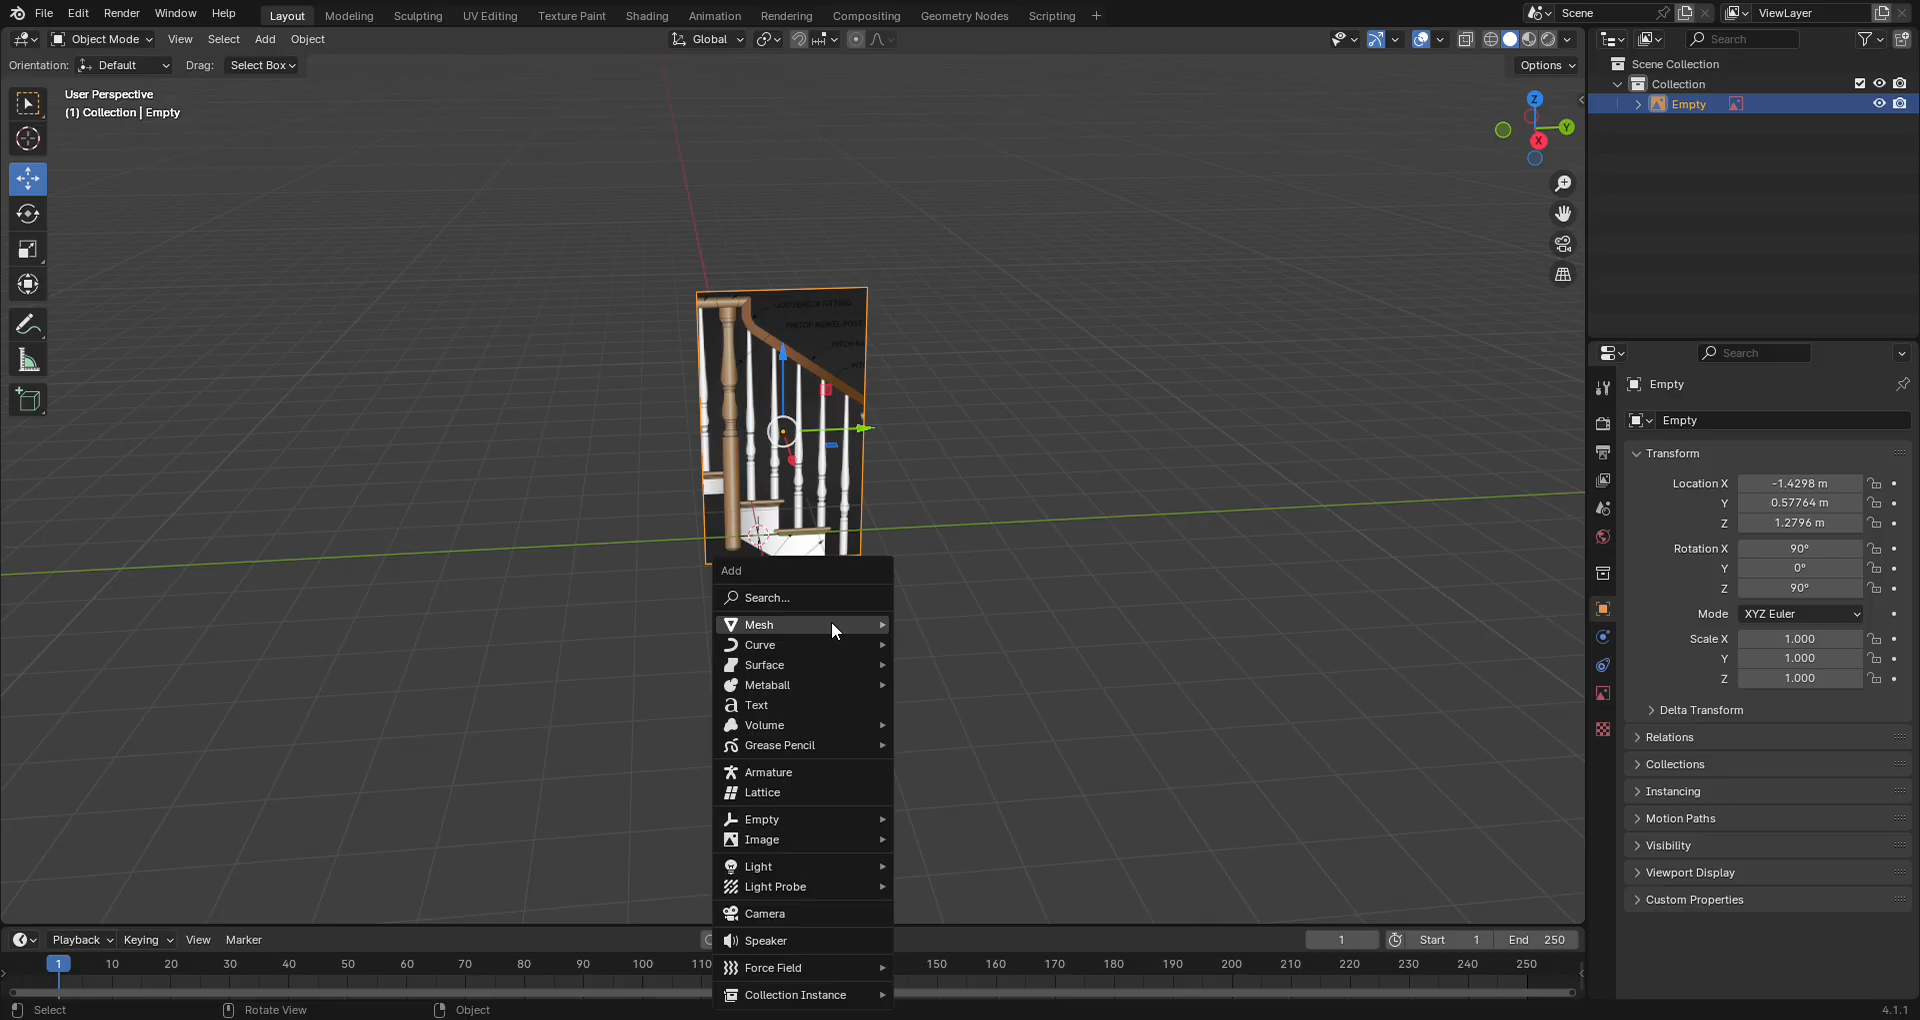 File Edit Render Window Help Layout Modeling Sculpting UV Editing Texture Paint Shading Animation Rendering Compositing Geometry Nodes Scripting + Scene ViewLayer
Object Mode View Select Add Object Global Search
Orientation: Default Drag: Select Box Options
User Perspective
(1) Collection | Empty
Z
Y
X
GOOSENECK FITTING
PINTOP NEWEL POST
Add
Search...
Mesh
Curve
Surface
Metaball
Text
Volume
Grease Pencil
Armature
Lattice
Empty
Image
Light
Light Probe
Camera
Speaker
Force Field
Collection Instance
Scene Collection
Collection
Empty
Search
Empty
Empty
Transform
Location X -1.4298 m
Y 0.57764 m
Z 1.2796 m
Rotation X 90°
Y 0°
Z 90°
Mode XYZ Euler
Scale X 1.000
Y 1.000
Z 1.000
Delta Transform
Relations
Collections
Instancing
Motion Paths
Visibility
Viewport Display
Custom Properties
Playback Keying View Marker 1 Start 1 End 250
1 10 20 30 40 50 60 70 80 90 100 110 150 160 170 180 190 200 210 220 230 240 250
Select Rotate View Object 4.1.1